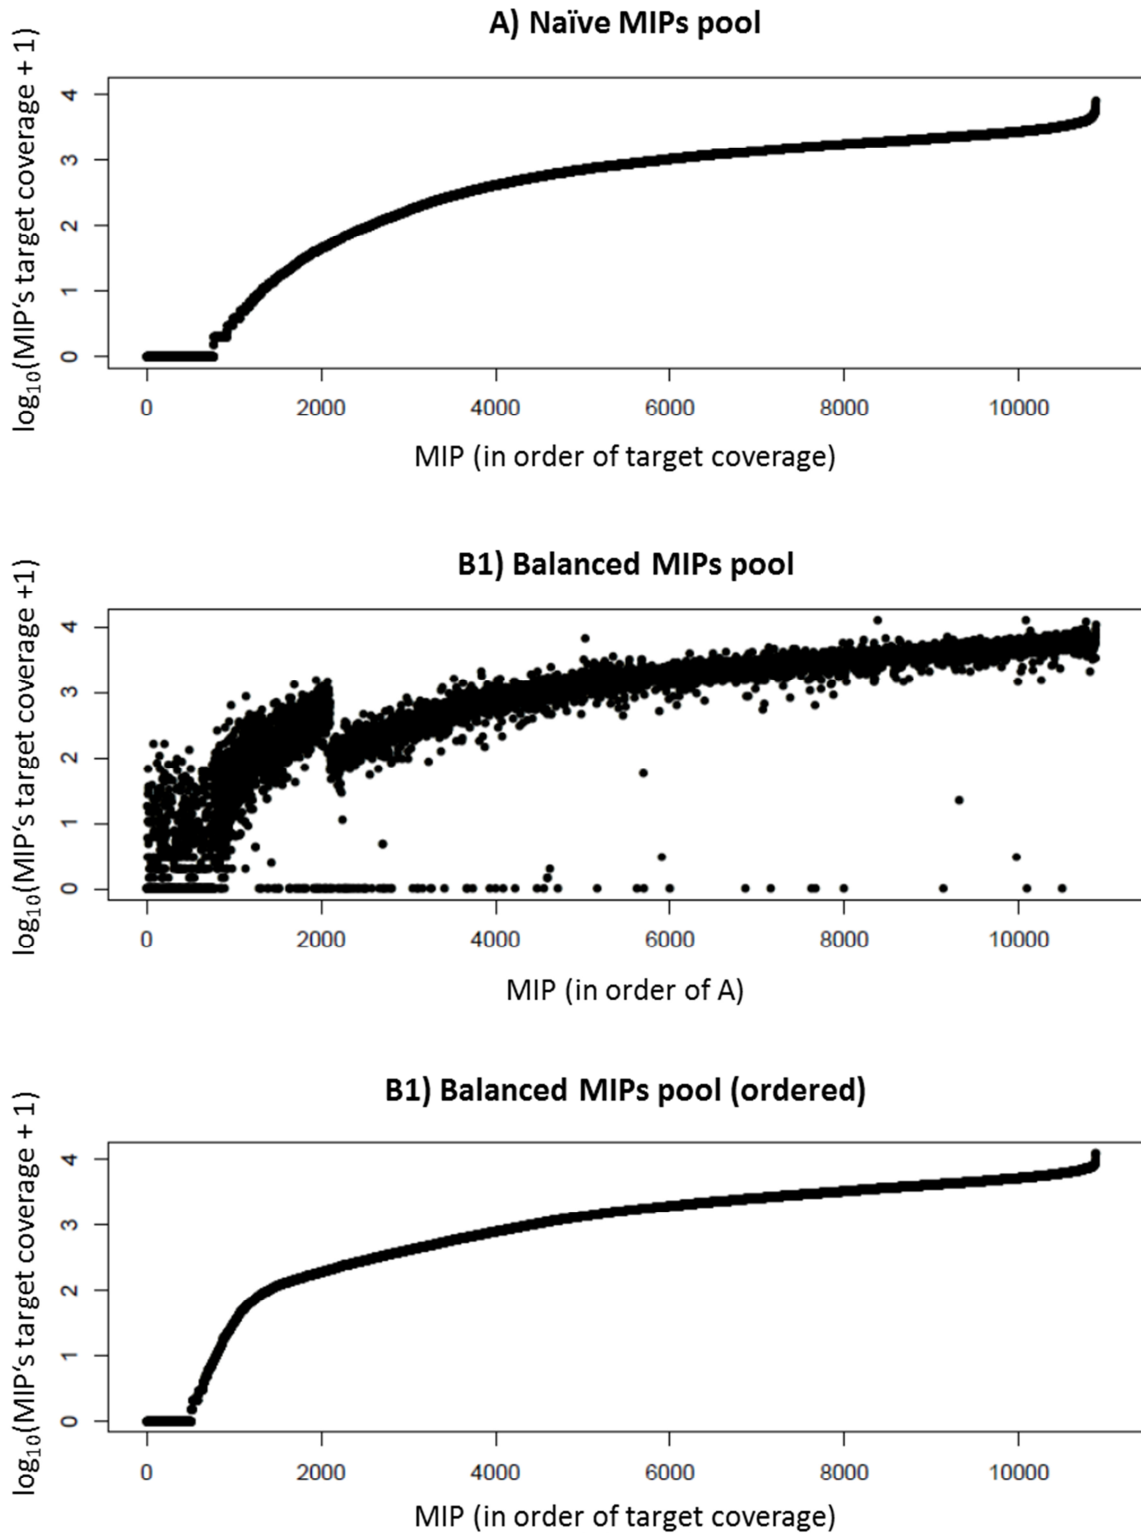 A) Naïve MIPs pool
log10(MIP‘s target coverage + 1)
4
3
2
1
0
0 2000 4000 6000 8000 10000
MIP (in order of target coverage)
B1) Balanced MIPs pool
log10(MIP‘s target coverage +1)
4
3
2
1
0
0 2000 4000 6000 8000 10000
MIP (in order of A)
B1) Balanced MIPs pool (ordered)
log10(MIP‘s target coverage + 1)
4
3
2
1
0
0 2000 4000 6000 8000 10000
MIP (in order of target coverage)